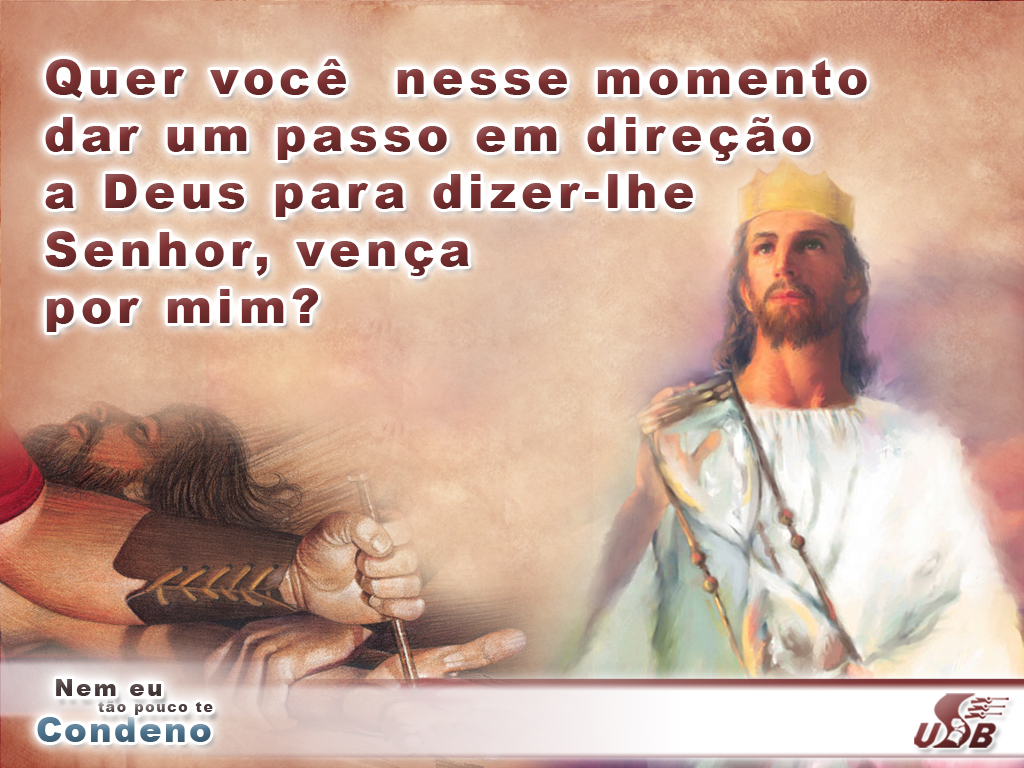 Quer você nesse momento
dar um passo em direção
a Deus para dizer-lhe
Senhor, vença
por mim?
Nem eu
tão pouco te
Condeno
USB